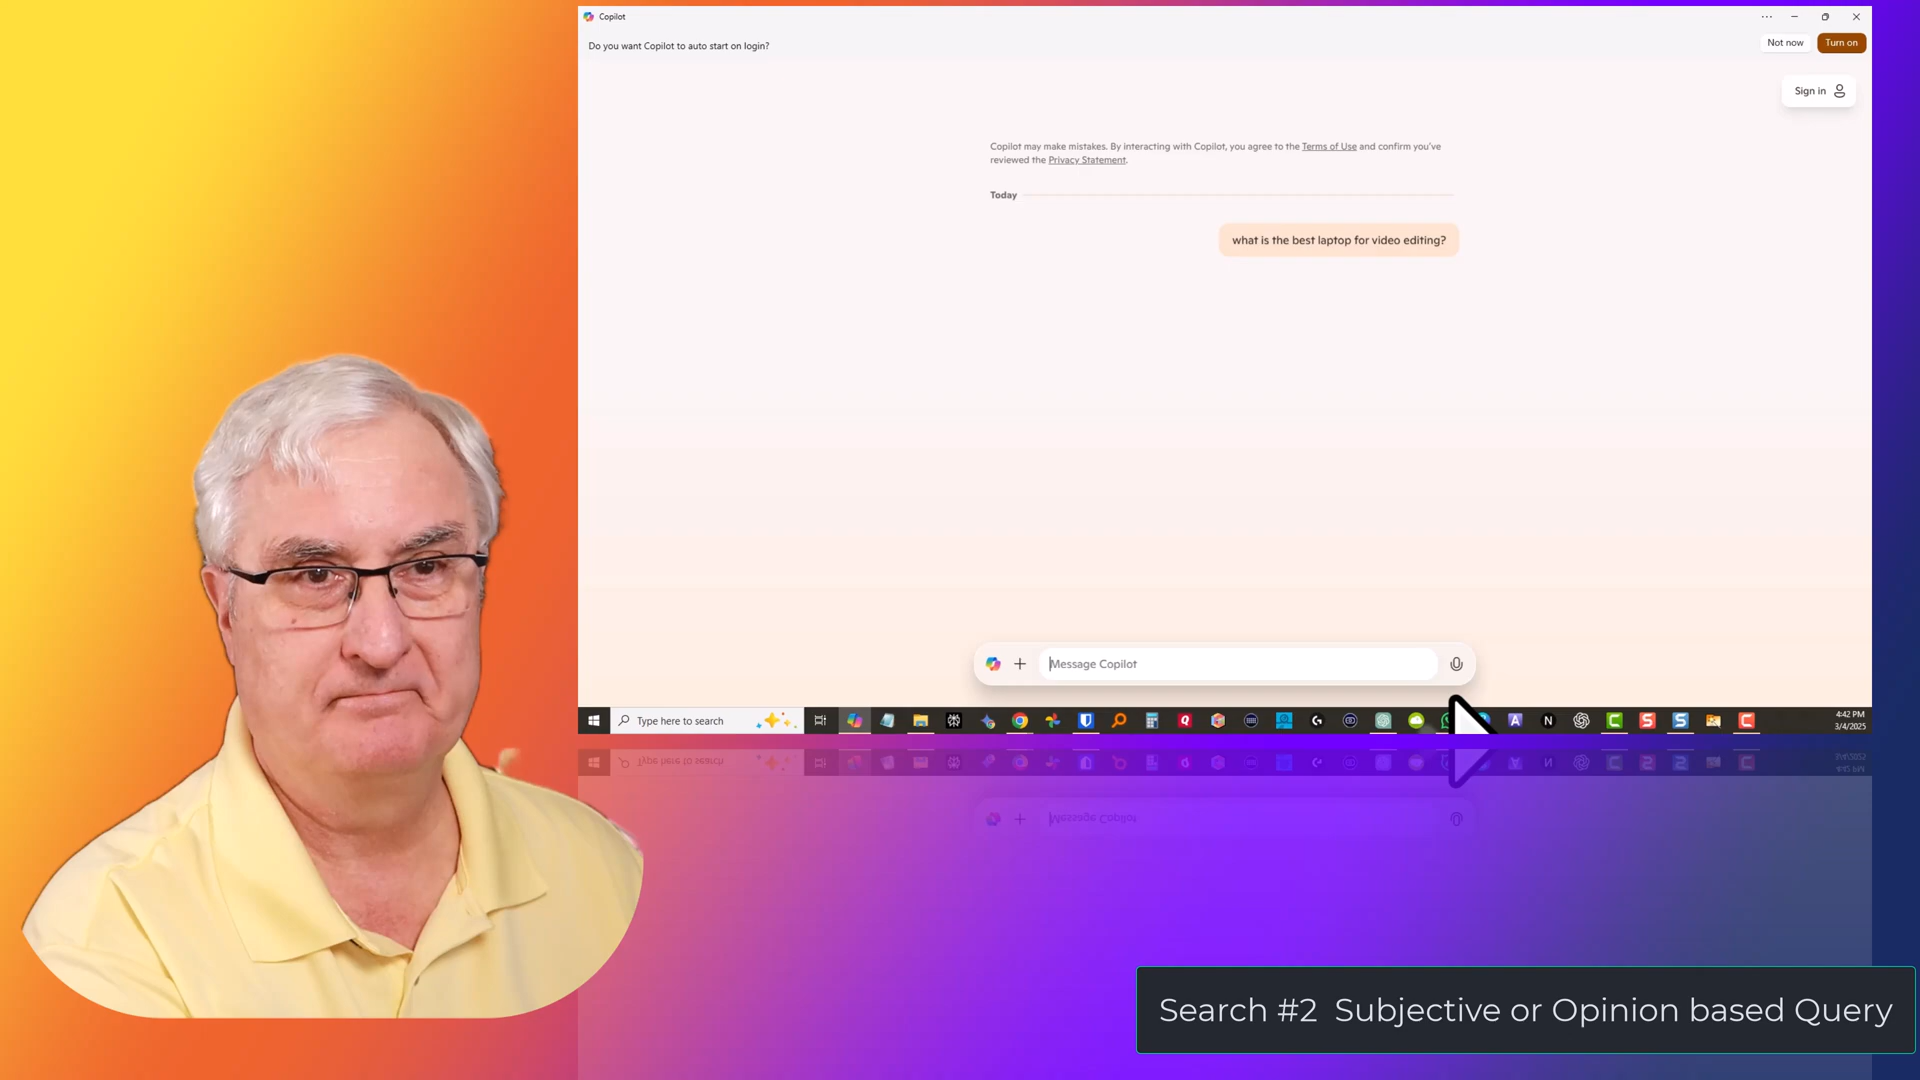 Copilot
Do you want Copilot to auto start on login?
Not now
Turn on
Sign in
Copilot may make mistakes. By interacting with Copilot, you agree to the Terms of Use and confirm you've
reviewed the Privacy Statement.
Today
what is the best laptop for video editing?
Message Copilot
Type here to search
4:42 PM
3/4/2025
Search #2 Subjective or Opinion based Query